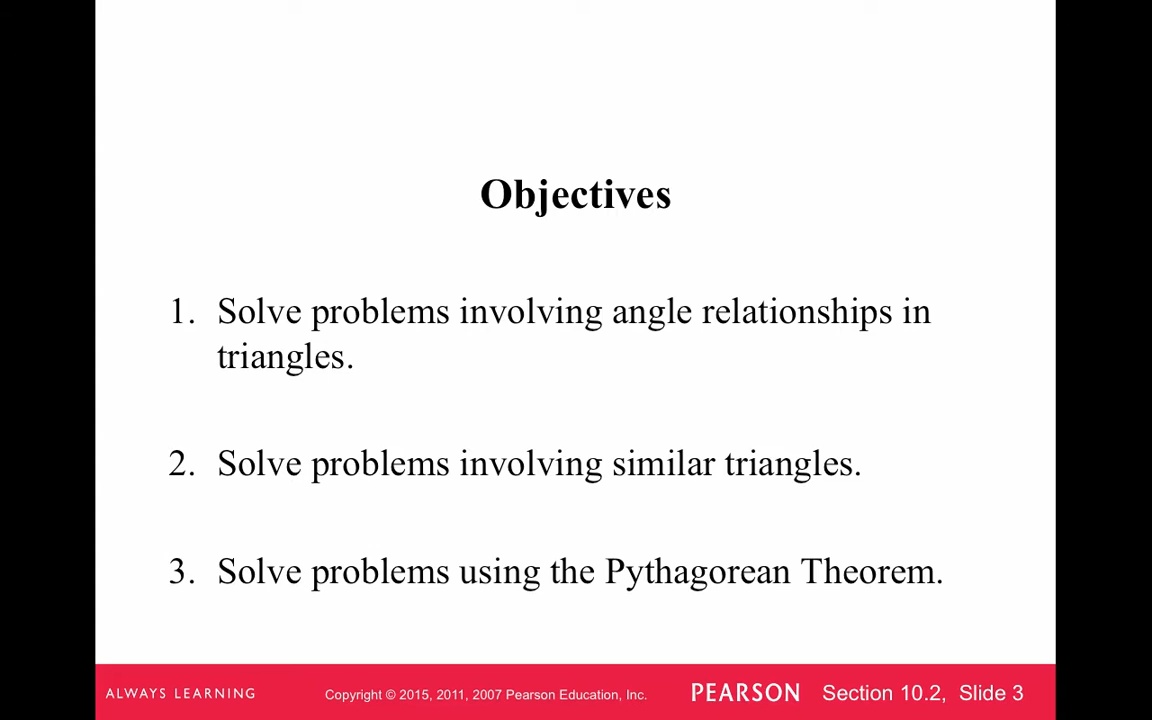 Objectives
1. Solve problems involving angle relationships in
triangles.
2. Solve problems involving similar triangles.
3. Solve problems using the Pythagorean Theorem.
ALWAYS LEARNING Copyright © 2015, 2011, 2007 Pearson Education, Inc. PEARSON Section 10.2, Slide 3